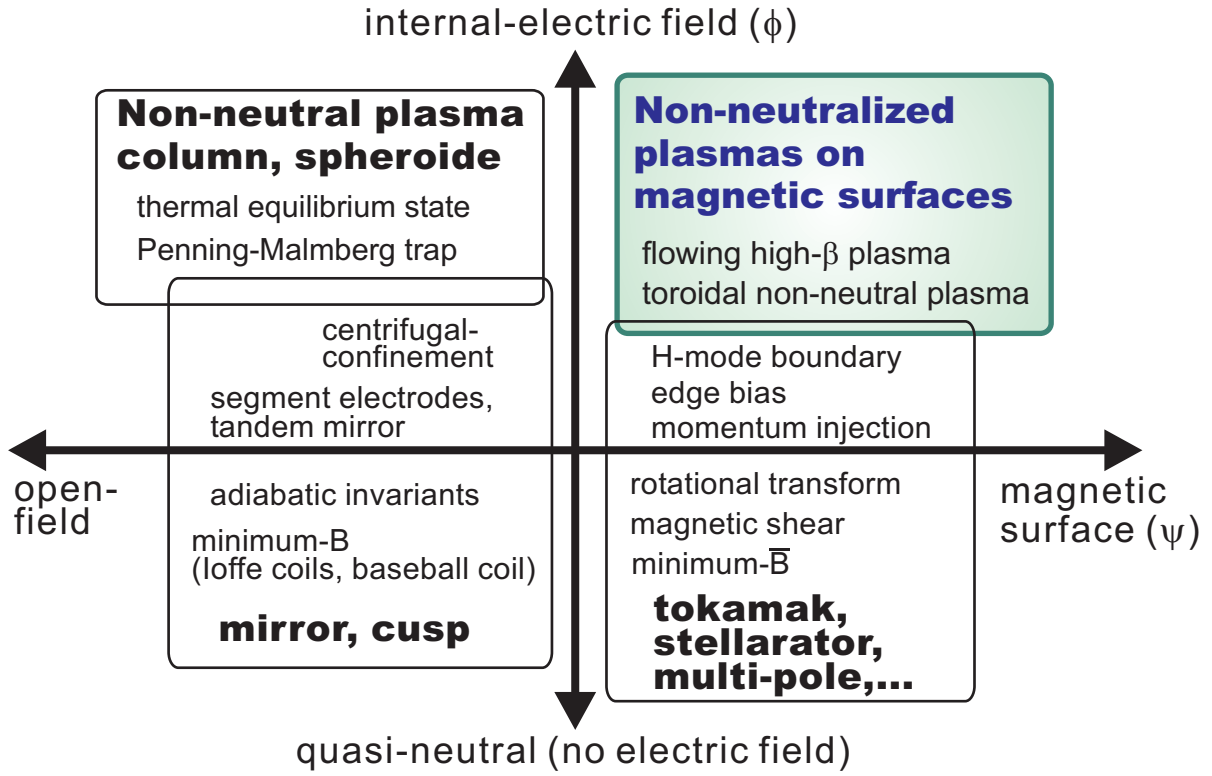 internal-electric field (ϕ)
Non-neutral plasma
column, spheroide
thermal equilibrium state
Penning-Malmberg trap
Non-neutralized
plasmas on
magnetic surfaces
flowing high-β plasma
toroidal non-neutral plasma
centrifugal-
confinement
segment electrodes,
tandem mirror
H-mode boundary
edge bias
momentum injection
open-
field
magnetic
surface (ψ)
adiabatic invariants
minimum-B
(Ioffe coils, baseball coil)
mirror, cusp
rotational transform
magnetic shear
minimum-B̅
tokamak,
stellarator,
multi-pole,...
quasi-neutral (no electric field)